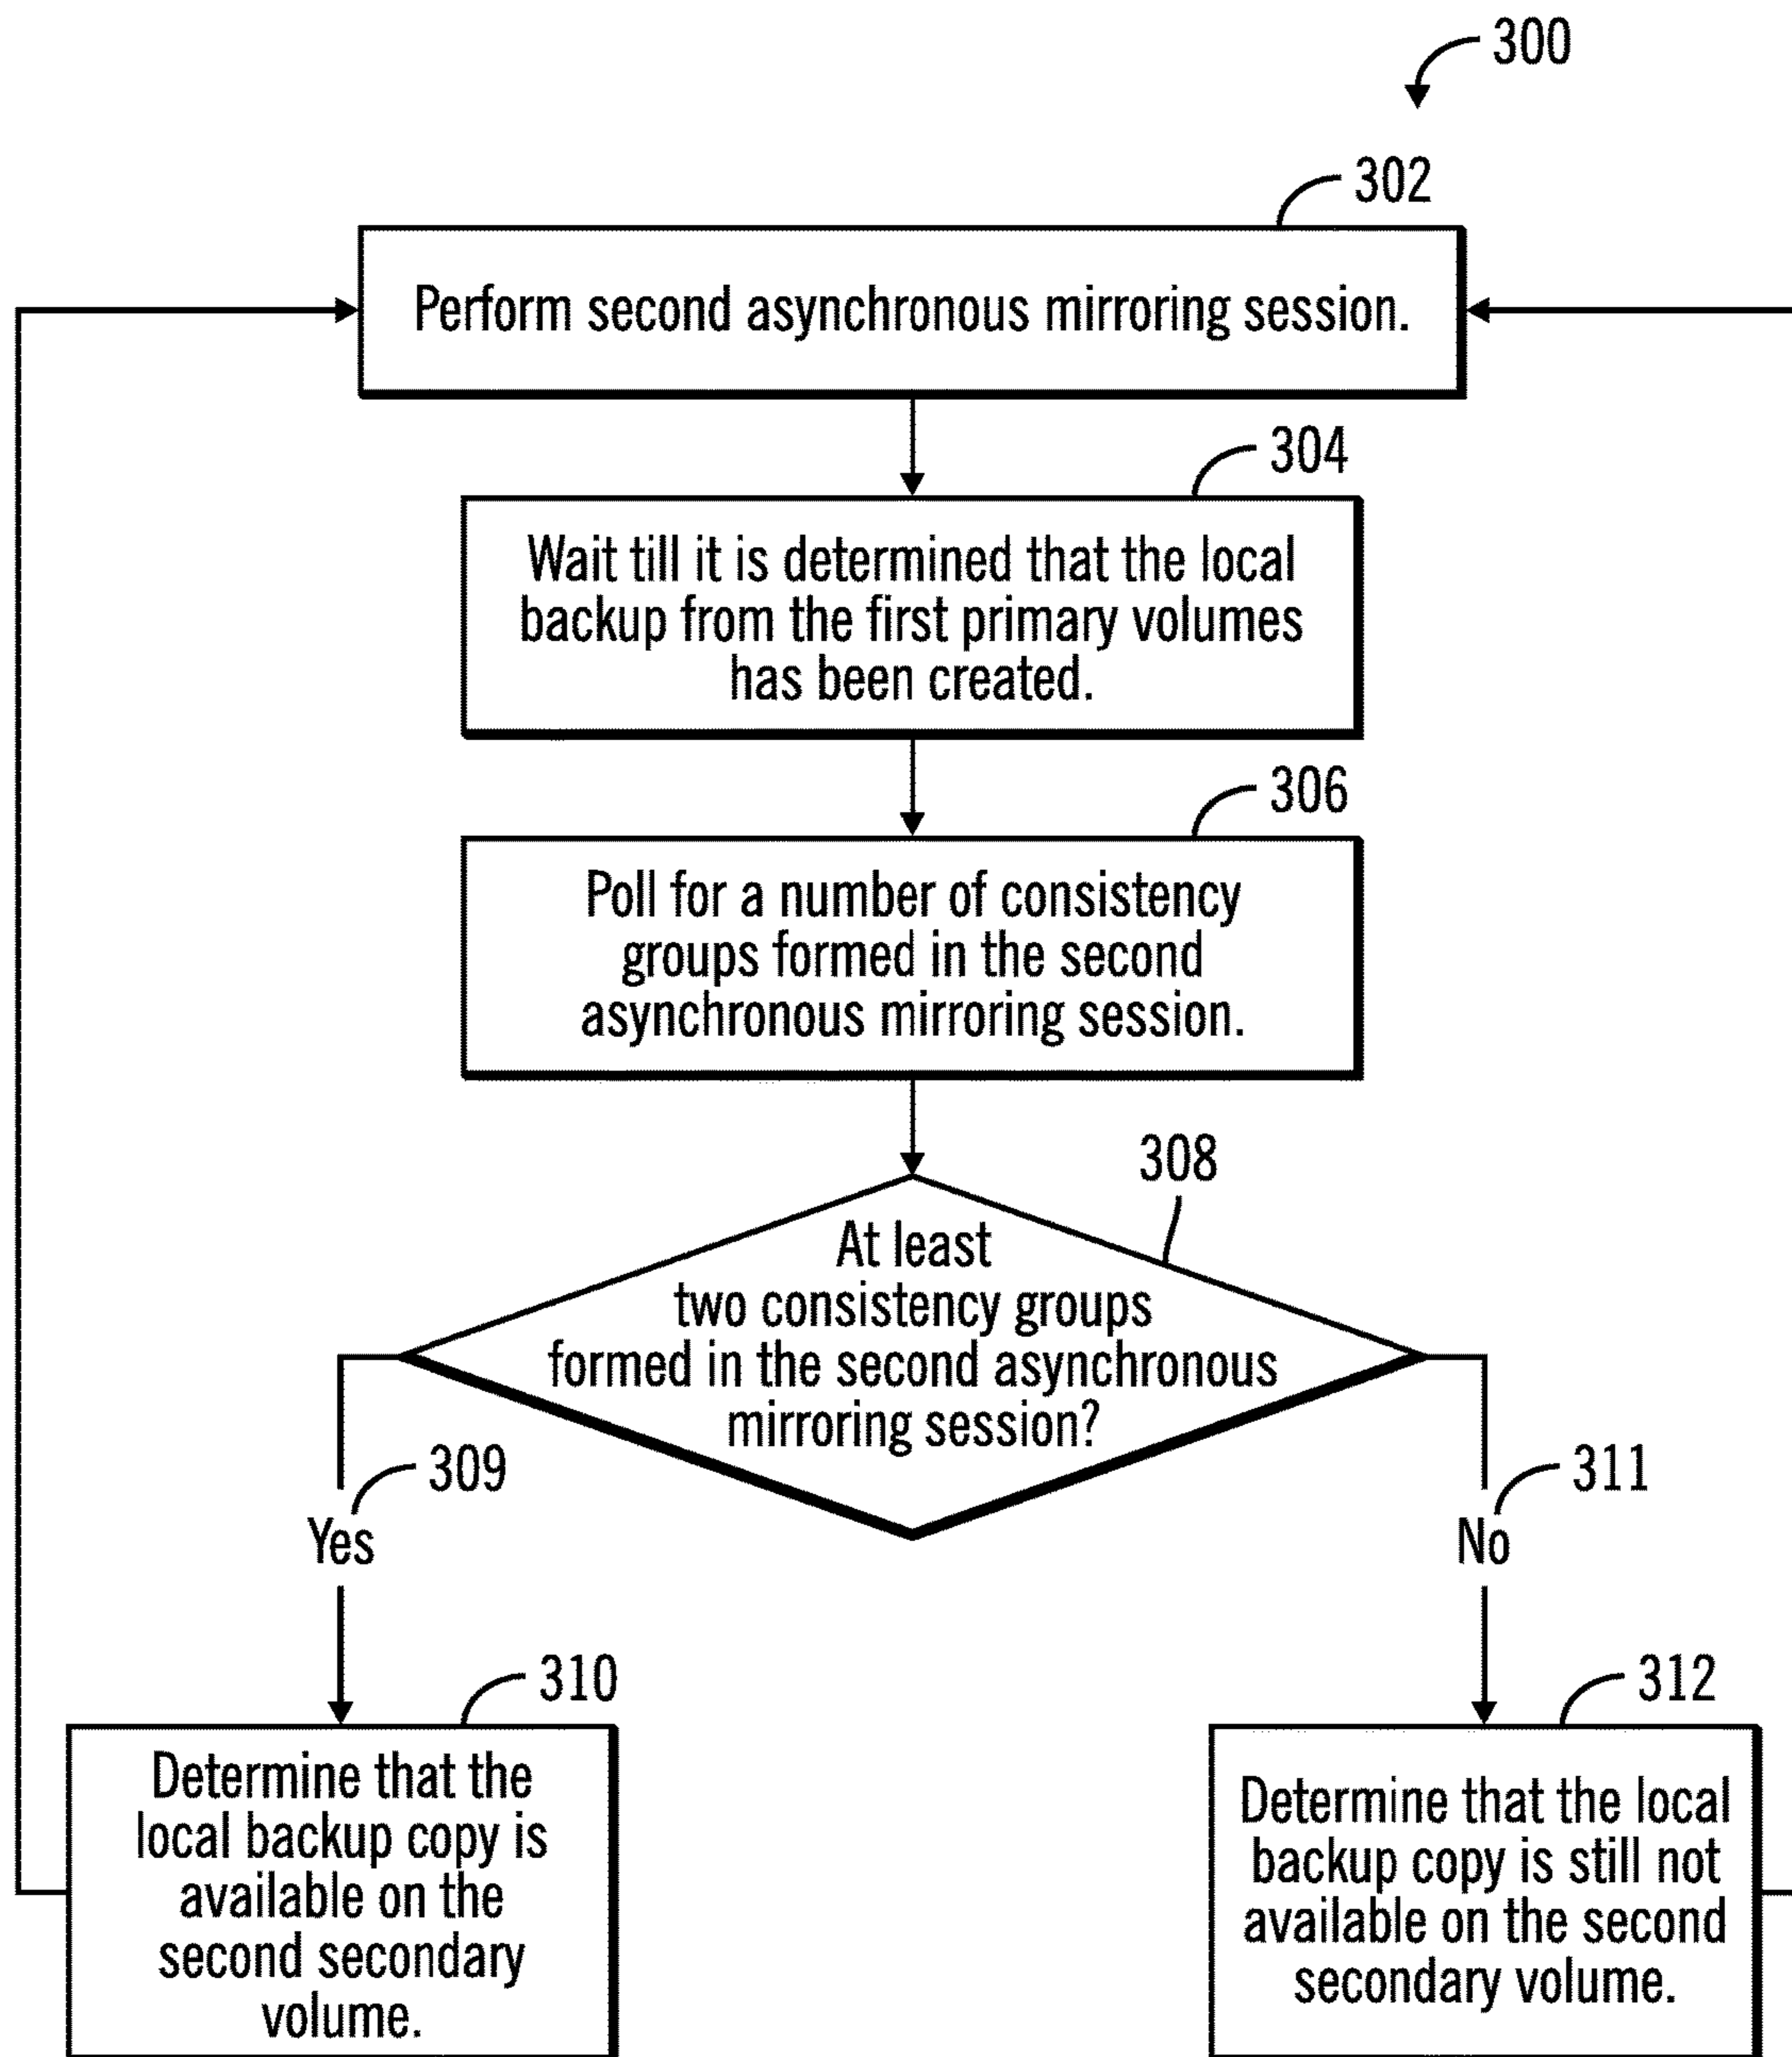 300
302
Perform second asynchronous mirroring session.
304
Wait till it is determined that the local
backup from the first primary volumes
has been created.
306
Poll for a number of consistency
groups formed in the second
asynchronous mirroring session.
308
At least
two consistency groups
formed in the second asynchronous
mirroring session?
309
Yes
311
No
310
Determine that the
local backup copy is
available on the
second secondary
volume.
312
Determine that the local
backup copy is still not
available on the second
secondary volume.